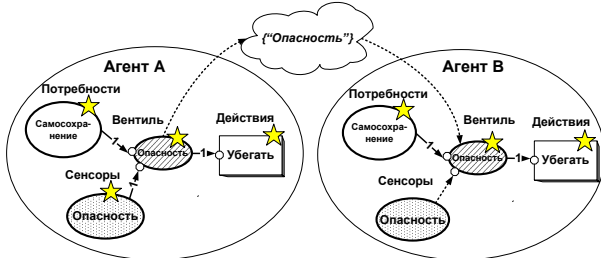 {“Опасность”}
Агент А
Потребности
Самосохра-
нение
1
Вентиль
Опасность
1
Действия
Убегать
Сенсоры
1
Опасность
Агент В
Потребности
Самосохра-
нение
1
Вентиль
Опасность
1
Действия
Убегать
Сенсоры
Опасность